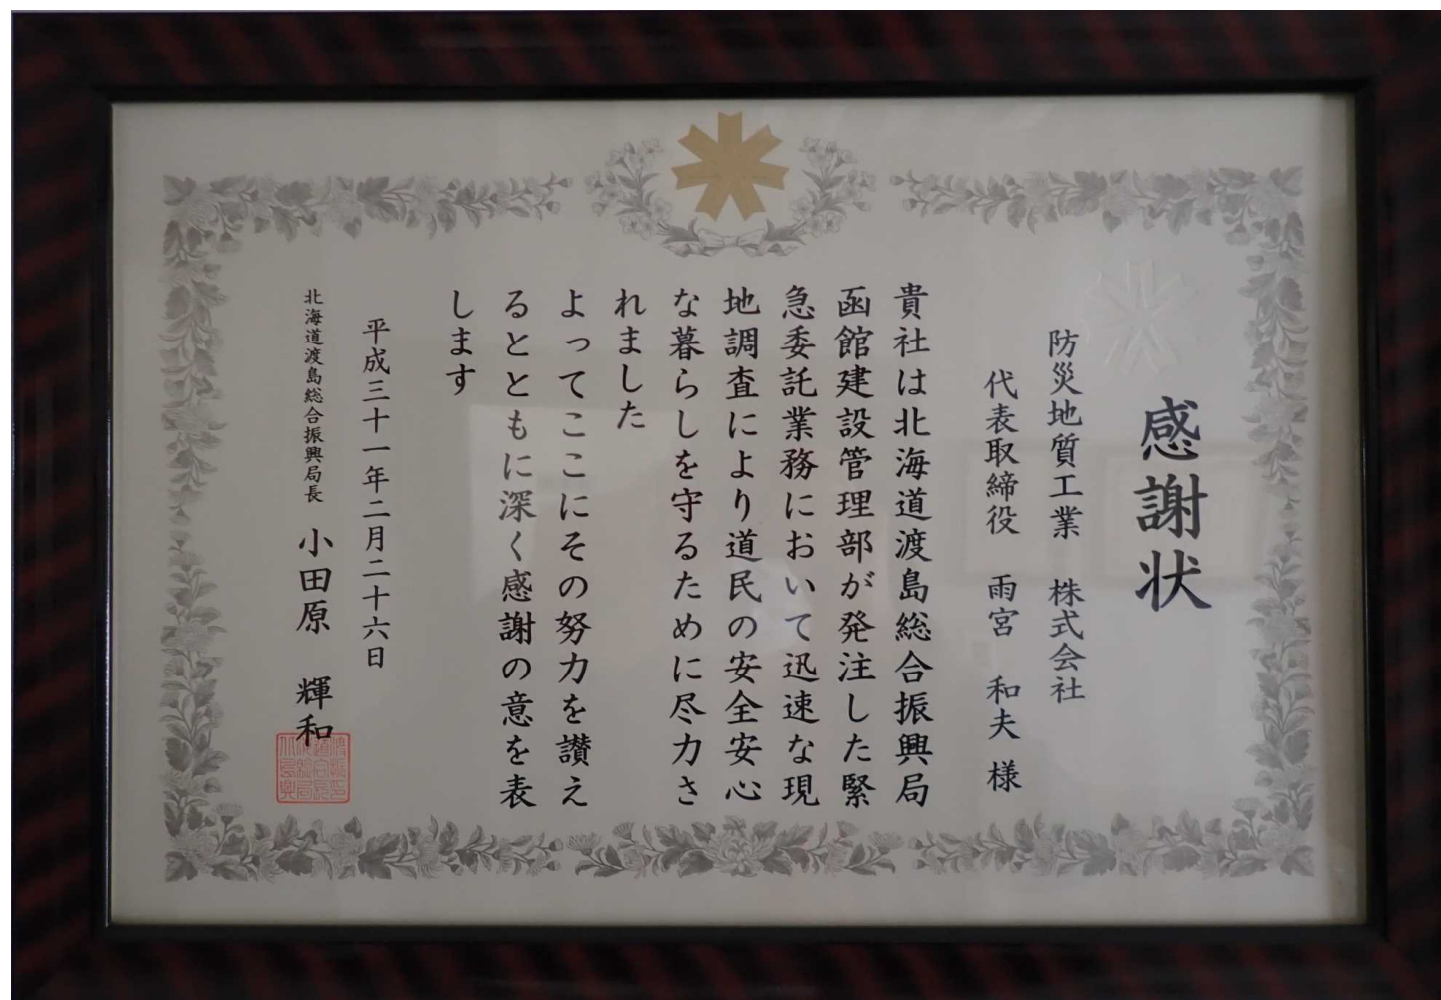 感謝状
防災地質工業 株式会社
代表取締役 雨宮 和夫 様
貴社は北海道渡島総合振興局
函館建設管理部が発注した緊
急委託業務において迅速な現
地調査により道民の安全安心
な暮らしを守るために尽力さ
れました
よってここにその努力を讃え
るとともに深く感謝の意を表
します
平成三十一年二月二十六日
北海道渡島総合振興局長 小田原 輝和